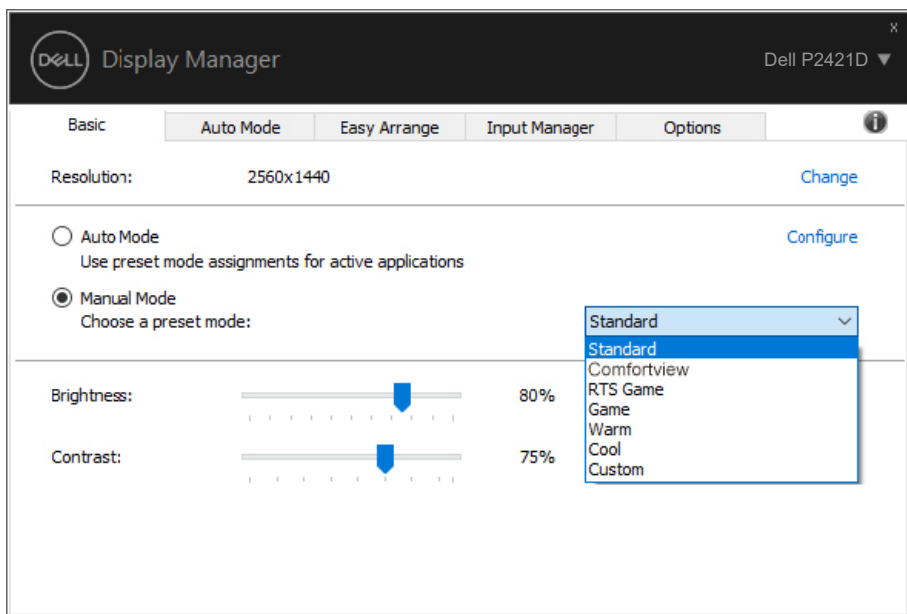 x
DELL Display Manager Dell P2421D ▼
Basic Auto Mode Easy Arrange Input Manager Options i
Resolution: 2560x1440 Change
Auto Mode Configure
Use preset mode assignments for active applications
Manual Mode
Choose a preset mode: Standard
Standard
Comfortview
RTS Game
Game
Warm
Cool
Custom
Brightness: 80%
Contrast: 75%